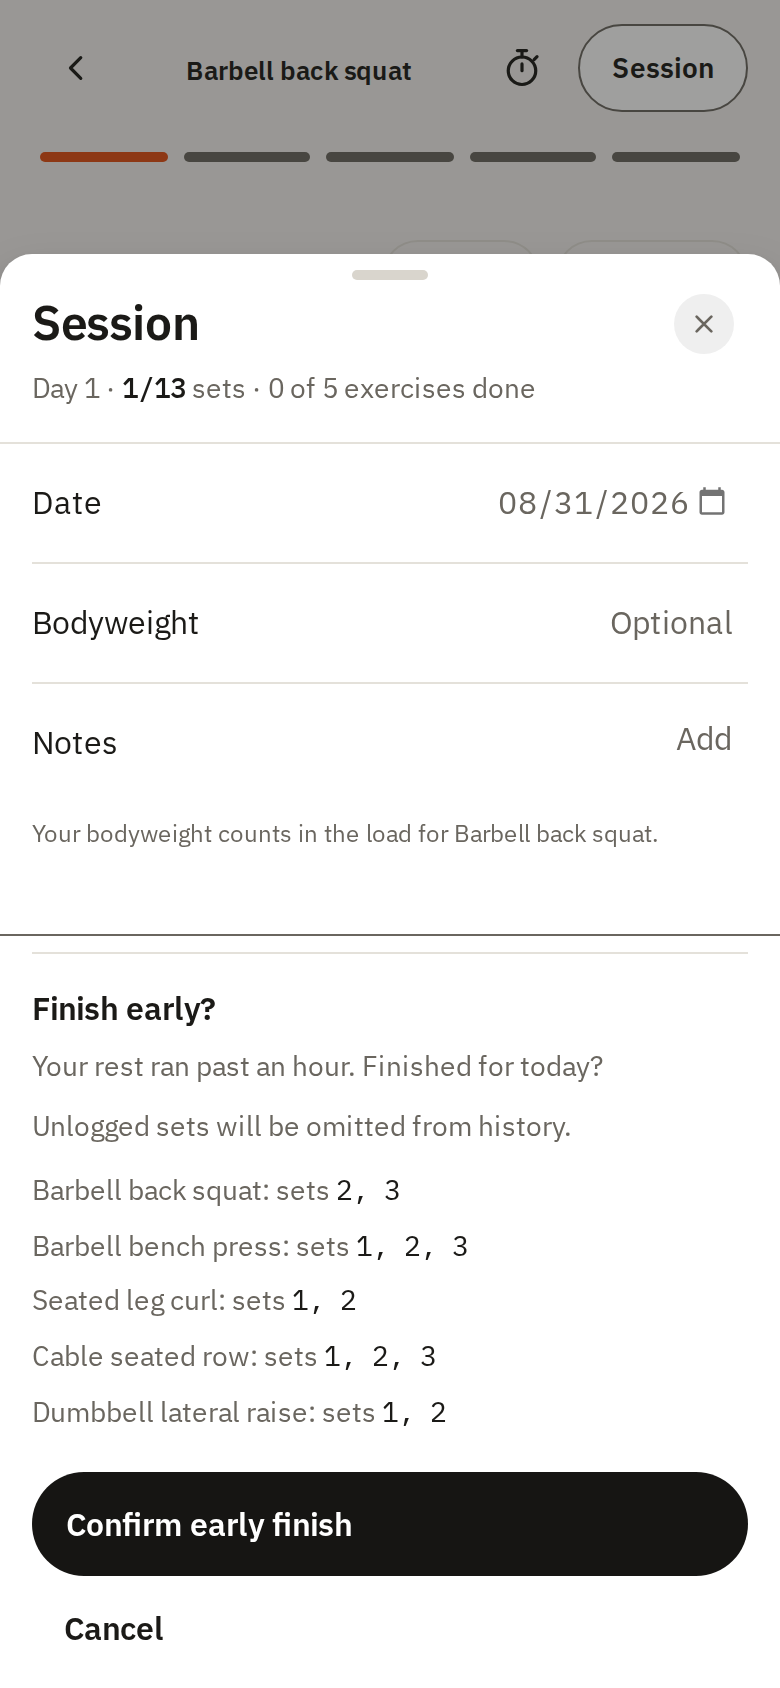 Barbell back squat
Session
Session
Day 1 · 1/13 sets · 0 of 5 exercises done
Date 08/31/2026
Bodyweight Optional
Notes Add
Your bodyweight counts in the load for Barbell back squat.
Finish early?
Your rest ran past an hour. Finished for today?
Unlogged sets will be omitted from history.
Barbell back squat: sets 2, 3
Barbell bench press: sets 1, 2, 3
Seated leg curl: sets 1, 2
Cable seated row: sets 1, 2, 3
Dumbbell lateral raise: sets 1, 2
Confirm early finish
Cancel